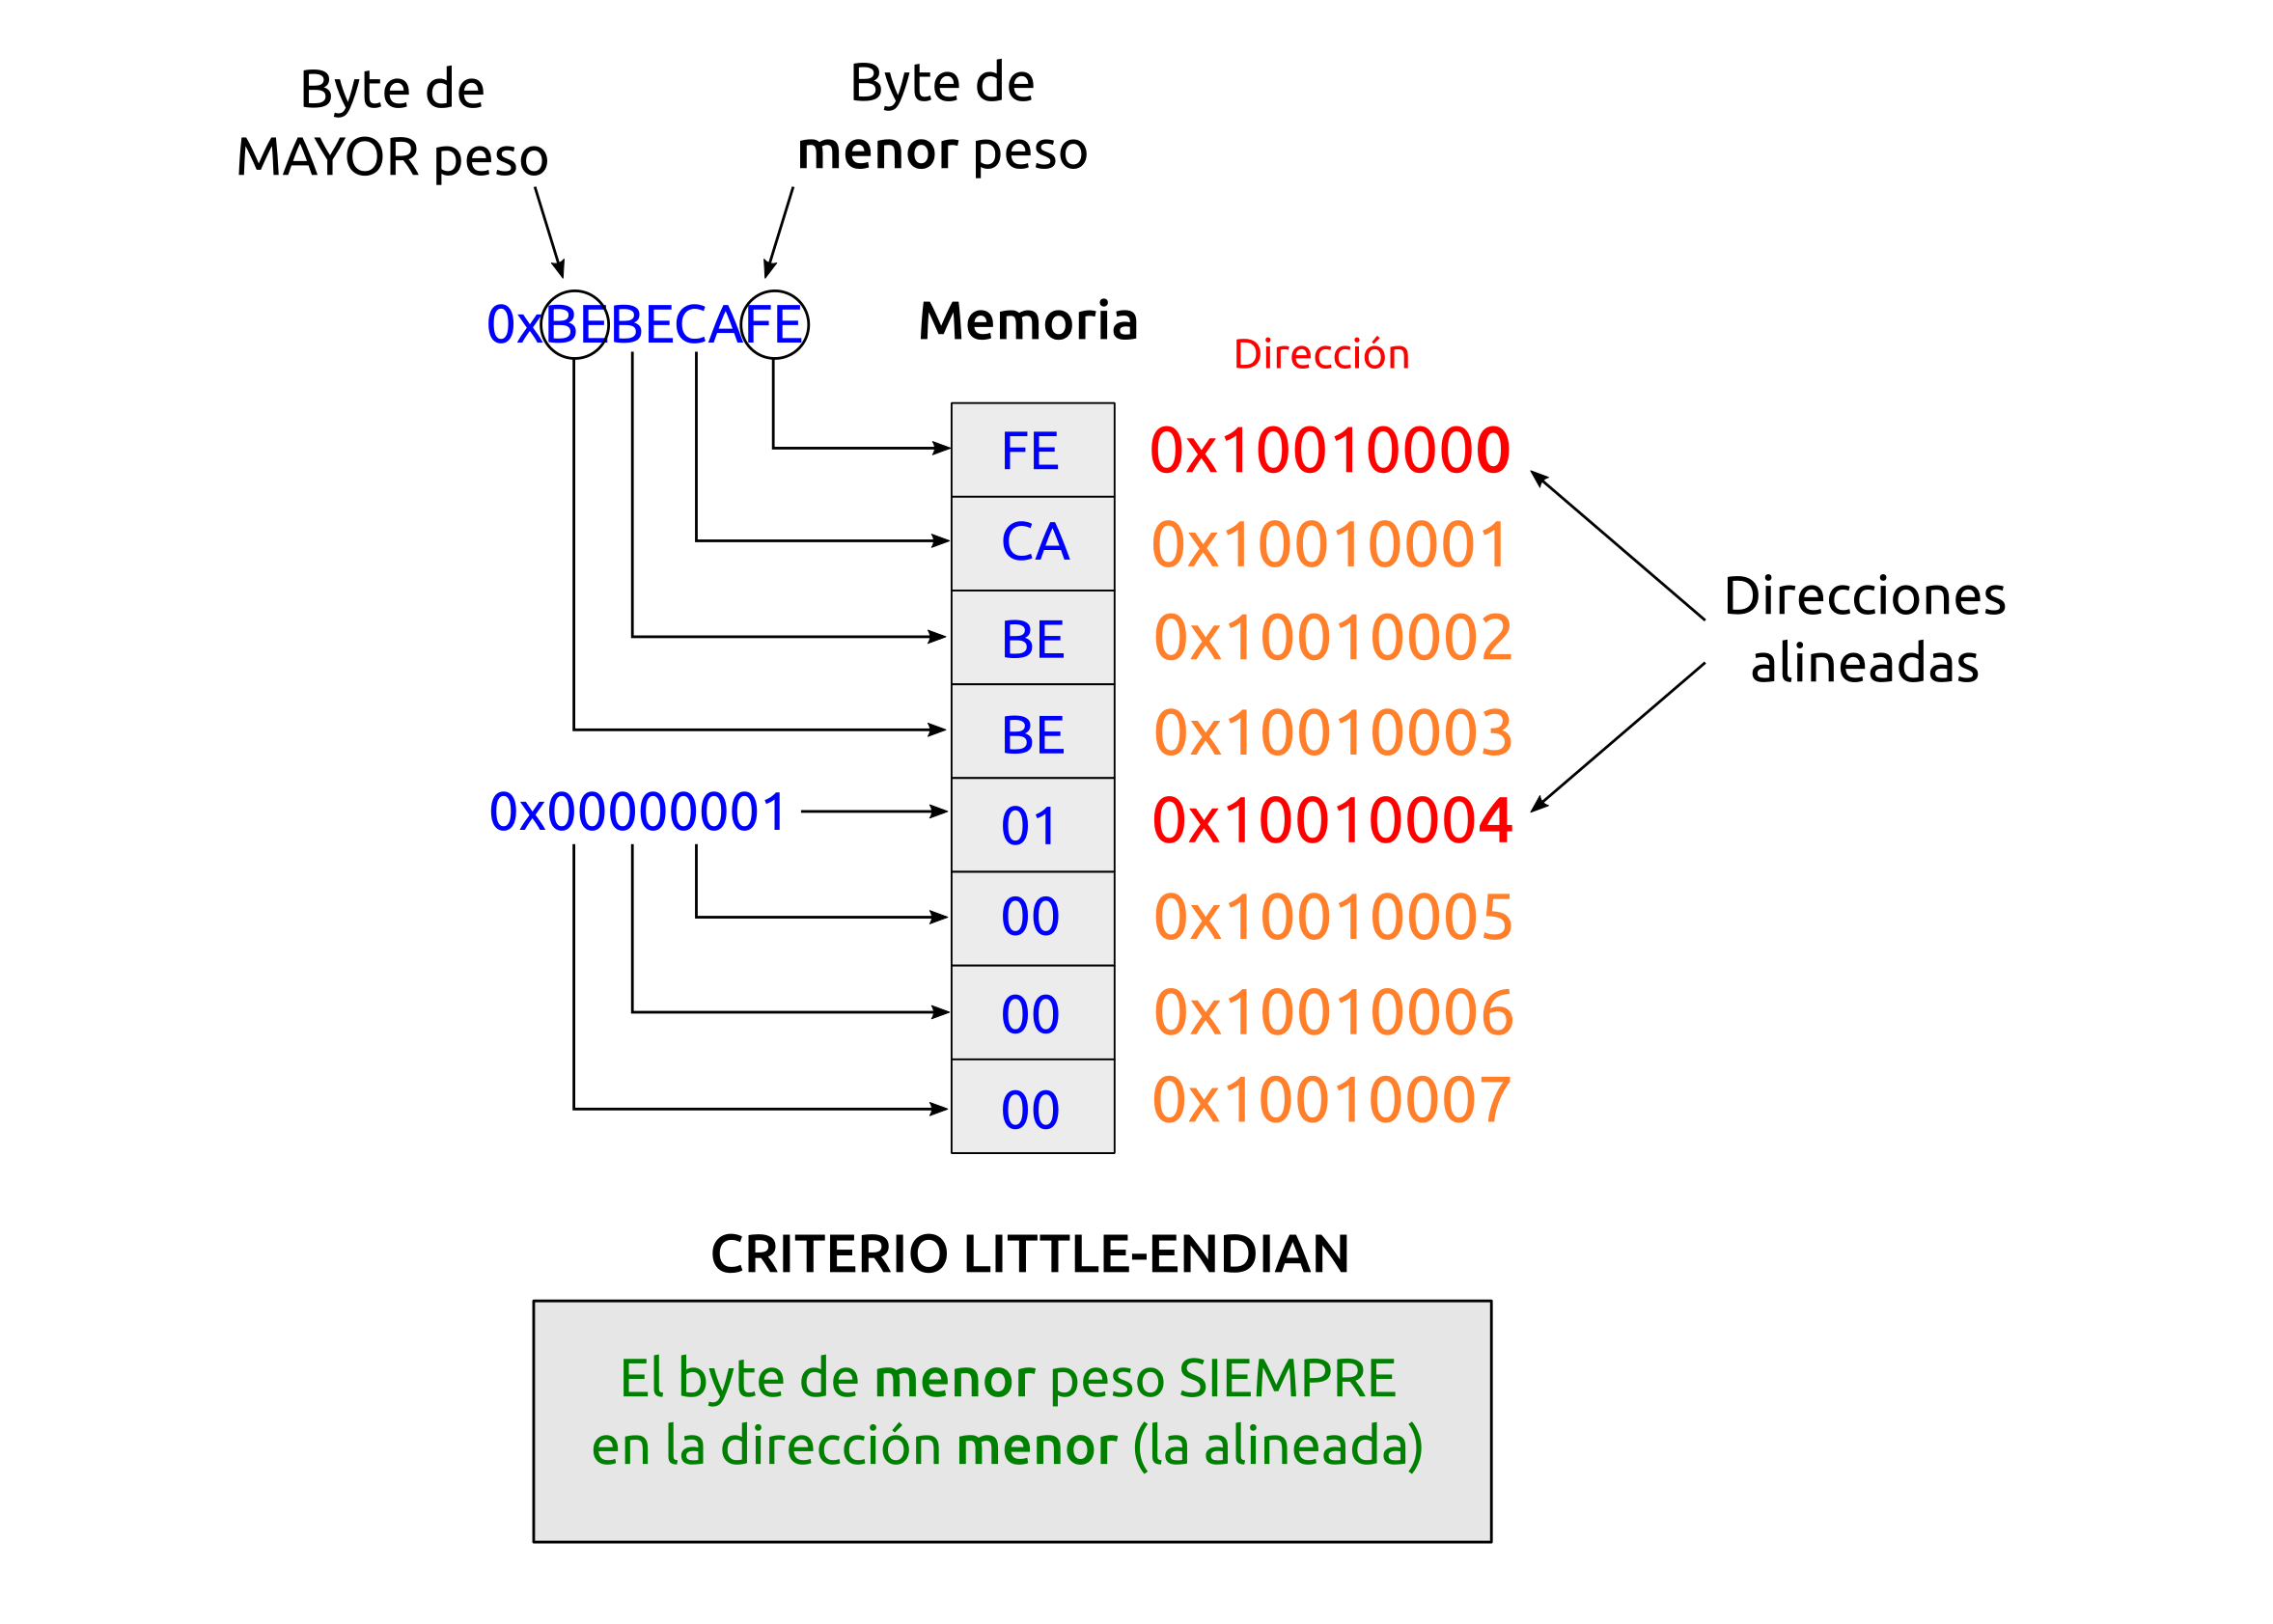 Byte de
MAYOR peso
Byte de
menor peso
0xBEBECAFE
Memoria
Dirección
FE 0x10010000
CA 0x10010001
BE 0x10010002
BE 0x10010003
Direcciones
alineadas
0x00000001
01 0x10010004
00 0x10010005
00 0x10010006
00 0x10010007
CRITERIO LITTLE-ENDIAN
El byte de menor peso SIEMPRE
en la dirección menor (la alineada)